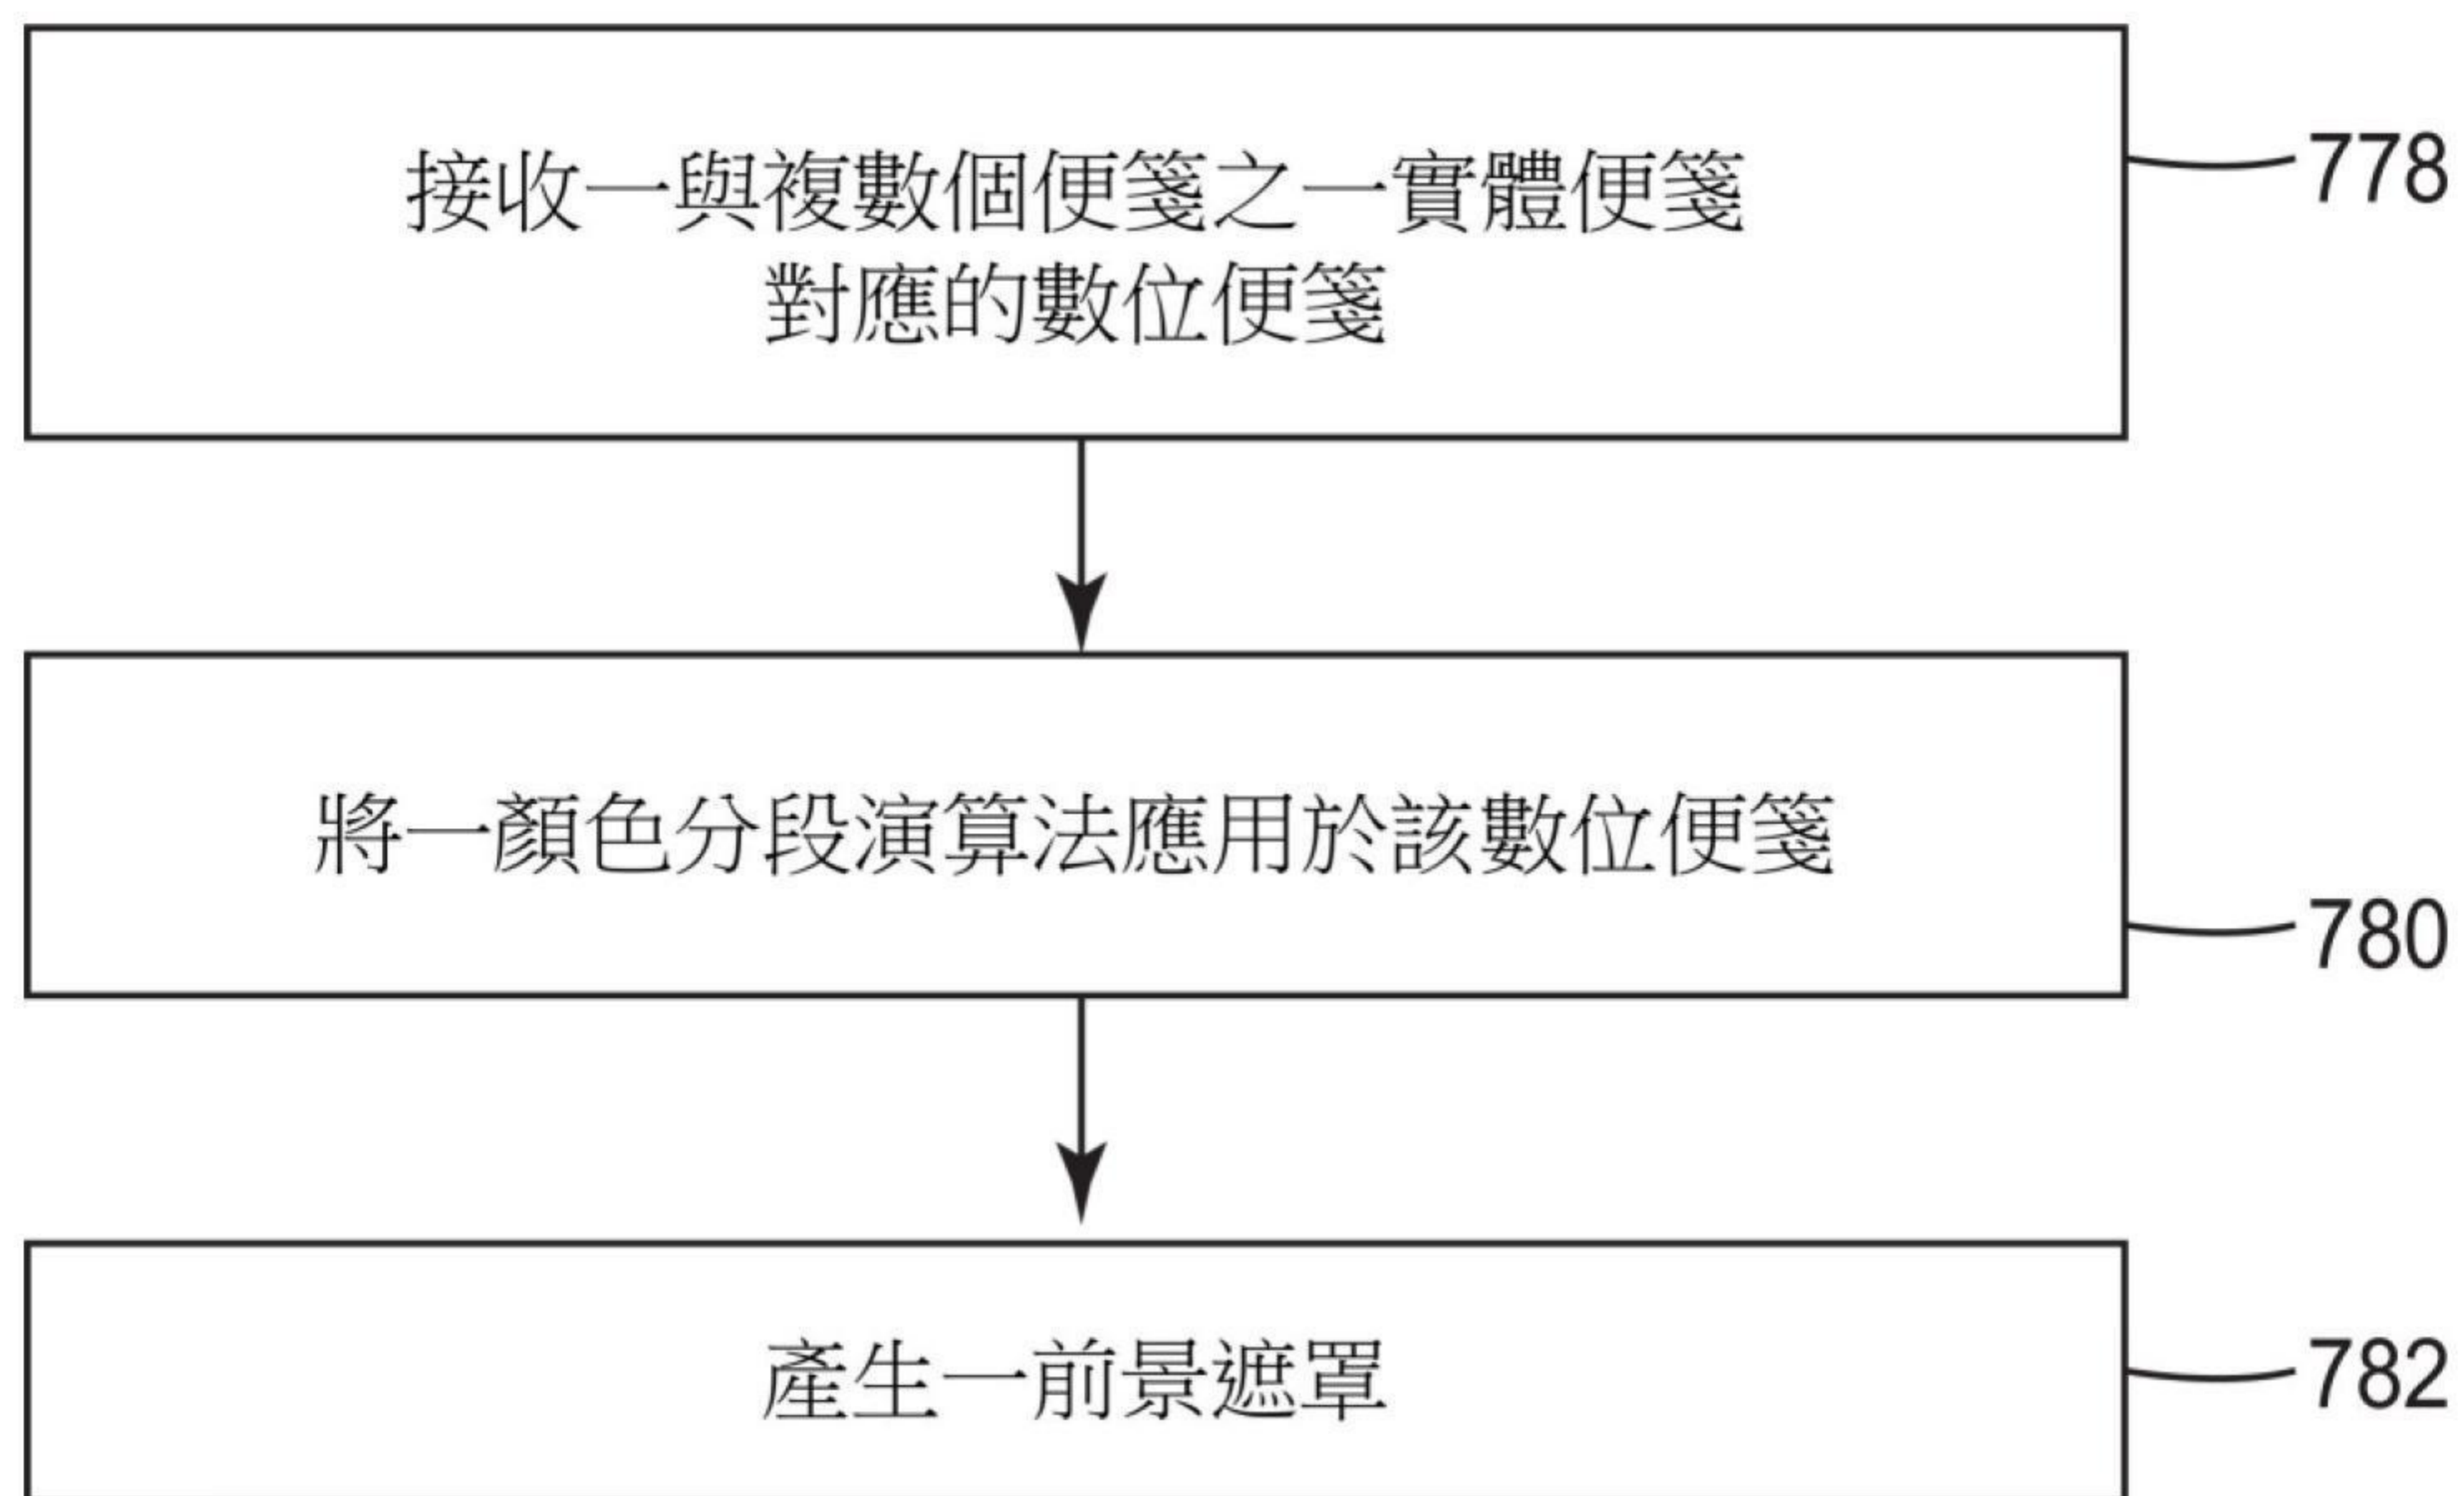 接收一與複數個便箋之一實體便箋
對應的數位便箋
778
將一顏色分段演算法應用於該數位便箋
780
產生一前景遮罩
782